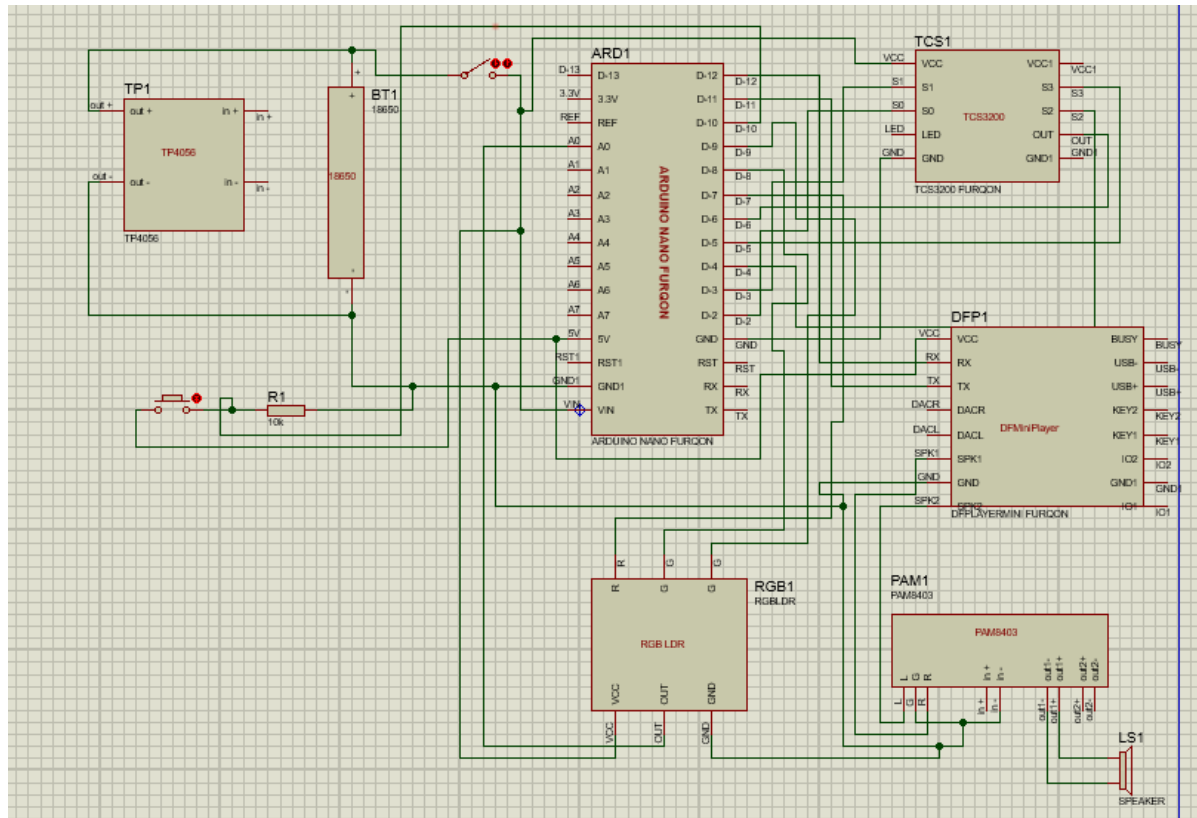 TP1
out +
out +
in +
in +
TP4056
out -
out -
in -
in -
TP4056
BT1
18650
18650
R1
10k
ARD1
D-13
D-13
3.3V
3.3V
REF
REF
A0
A0
A1
A1
A2
A2
A3
A3
A4
A4
A5
A5
A6
A6
A7
A7
5V
5V
RST1
RST1
GND1
GND1
VIN
VIN
ARDUINO NANO FURQON
D-12
D-12
D-11
D-11
D-10
D-10
D-9
D-9
D-8
D-8
D-7
D-7
D-6
D-6
D-5
D-5
D-4
D-4
D-3
D-3
D-2
D-2
GND
GND
RST
RST
RX
RX
TX
TX
ARDUINO NANO FURQON
TCS1
VCC
VCC
S1
S1
S0
S0
LED
LED
GND
GND
TCS3200
VCC1
VCC1
S3
S3
S2
S2
OUT
OUT
GND1
GND1
TCS3200 FURQON
DFP1
VCC
VCC
RX
RX
TX
TX
DACR
DACR
DACL
DACL
SPK1
SPK1
GND
GND
SPK2
SPK2
DFMiniPlayer
BUSY
BUSY
USB-
USB-
USB+
USB+
KEY2
KEY2
KEY1
KEY1
IO2
IO2
GND1
GND1
IO1
IO1
DFPLAYERMINI FURQON
R
G
G
R
G
G
RGB1
RGBLDR
RGB LDR
VCC
OUT
GND
VCC
OUT
GND
PAM1
PAM8403
PAM8403
L
G
R
in +
in -
out1-
out1+
out2+
out2-
L
G
R
in +
in -
out1-
out1+
out2+
out2-
LS1
SPEAKER